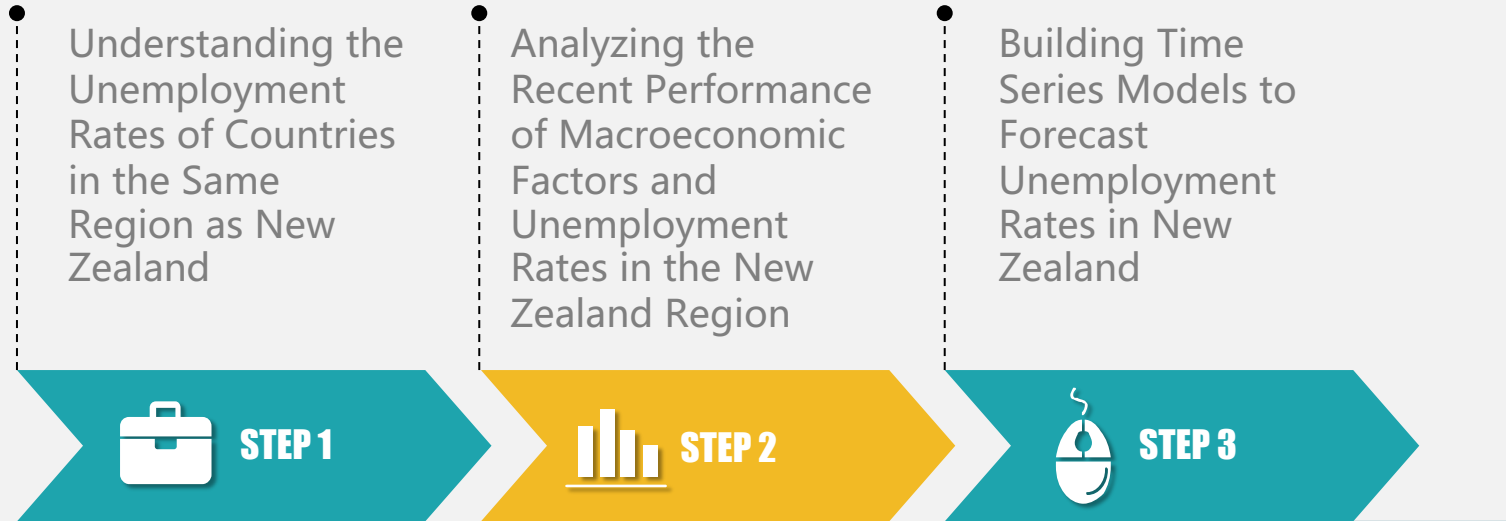 Understanding the
Unemployment
Rates of Countries
in the Same
Region as New
Zealand
Analyzing the
Recent Performance
of Macroeconomic
Factors and
Unemployment
Rates in the New
Zealand Region
Building Time
Series Models to
Forecast
Unemployment
Rates in New
Zealand
STEP 1
STEP 2
STEP 3